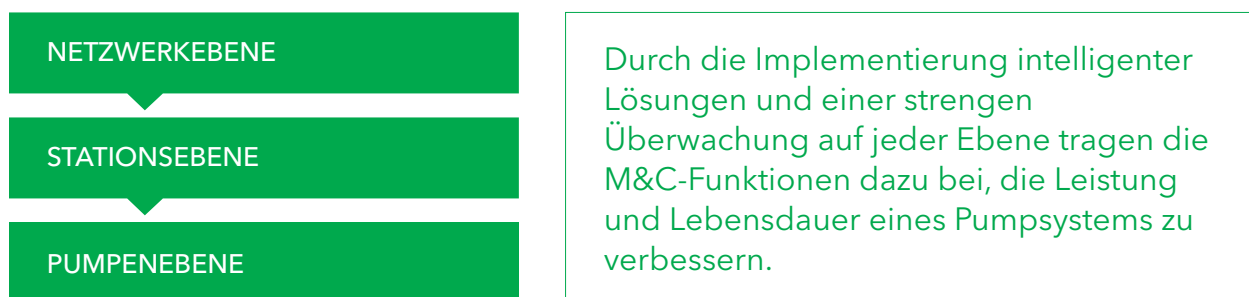 NETZWERKEBENE
STATIONSEBENE
PUMPENEBENE
Durch die Implementierung intelligenter
Lösungen und einer strengen
Überwachung auf jeder Ebene tragen die
M&C-Funktionen dazu bei, die Leistung
und Lebensdauer eines Pumpsystems zu
verbessern.